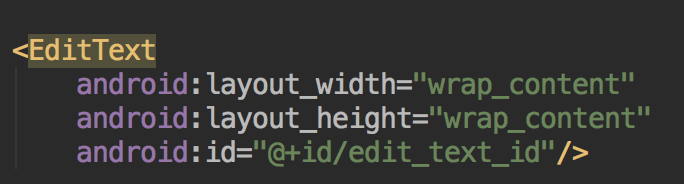 <EditText
android:layout_width="wrap_content"
android:layout_height="wrap_content"
android:id="@+id/edit_text_id"/>